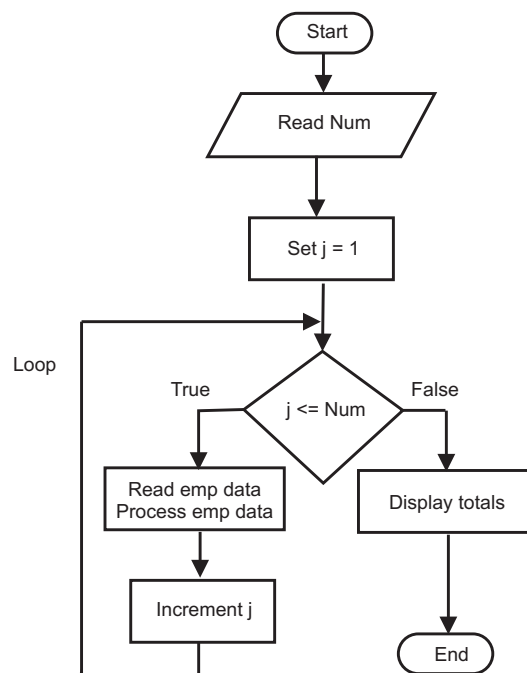 Start
Read Num
Set j = 1
Loop
True
False
j <= Num
Read emp data
Process emp data
Display totals
Increment j
End